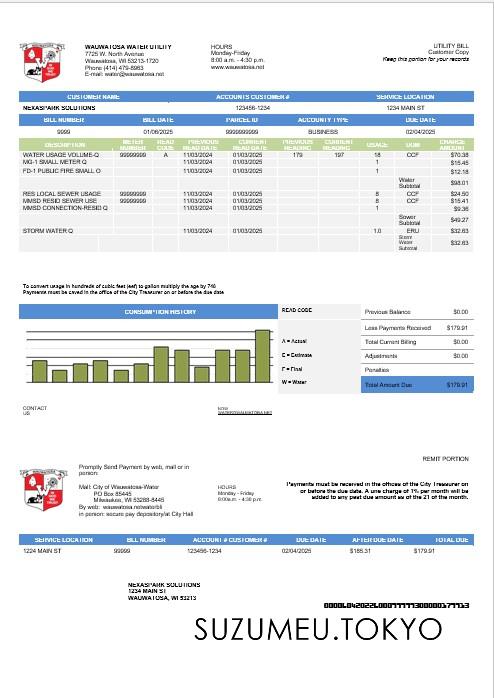 WAUWATOSA WATER UTILITY
7725 W. North Avenue
Wauwatosa, WI 53213-1720
Phone (414) 479-8963
E-mail: water@wauwatosa.net
HOURS
Monday-Friday
8:00 a.m. - 4:30 p.m.
www.wauwatosa.net
UTILITY BILL
Customer Copy
Keep this portion for your records
CUSTOMER NAME ACCOUNTS CUSTOMER # SERVICE LOCATION
NEXASPARK SOLUTIONS 123456-1234 1234 MAIN ST
BILL NUMBER BILL DATE PARCEL ID ACCOUNTY TYPE DUE DATE
9999 01/06/2025 9999999999 BUSINESS 02/04/2025
DESCRIPTION METER NUMBER READ CODE PREVIOUS READ DATE CURRENT READ DATE PREVIOUS READING CURRENT READING USAGE UOM CHARGE AMOUNT
WATER USAGE VOLUME-Q 99999999 A 11/03/2024 01/03/2025 179 197 18 CCF $70.38
MG-1 SMALL METER Q 11/03/2024 01/03/2025 1 $15.45
FD-1 PUBLIC FIRE SMALL O 11/03/2024 01/03/2025 1 $12.18
Water Subtotal $98.01
RES LOCAL SEWER USAGE 11/03/2024 01/03/2025 8 CCF $24.50
MMSD RESID SEWER USE 11/03/2024 01/03/2025 8 CCF $15.41
MMSD CONNECTION-RESID Q 11/03/2024 01/03/2025 1 $9.36
Sower Subtotal $49.27
STORM WATER Q 11/03/2024 01/03/2025 1.0 ERU $32.63
Storm Water Subtotal $32.63
To convert usage in hundreds of cubic feet (eef) to gallon multiply the age by 748
Payments must be caved in the office of the City Treasurer on or before the due date
CONSUMPTION HISTORY
READ CODE
A = Actual
E = Estimate
F = Final
W = Water
Previous Balance $0.00
Less Payments Received $179.91
Total Current Billing $0.00
Adjustments $0.00
Penalties
Total Amount Due $179.91
CONTACT
US
NOW
WATER@WAUWATOSA.NET
REMIT PORTION
Promptly Send Payment by web, mail or in
person:
Mail: City of Wauwatosa-Water
PO Box 85445
Milwaukee, WI 53288-8445
By web: wauwatosa.netwaterbli
in person: secure pay depository/at City Hall
HOURS
Monday - Friday
8:00a.m. - 4:30 p.m.
Payments must be received in the offices of the City Treasurer on
or before the due date. A une charge of 1% per month will be
added to any past due amount as of the 21 of the month.
SERVICE LOCATION BILL NUMBER ACCOUNT # CUSTOMER # DUE DATE AFTER DUE DATE TOTAL DUE
1224 MAIN ST 99999 123456-1234 02/04/2025 $185.31 $179.91
NEXASPARK SOLUTIONS
1234 MAIN ST
WAUWATOSA, WI 53213
SUZUMEU.TOKYO